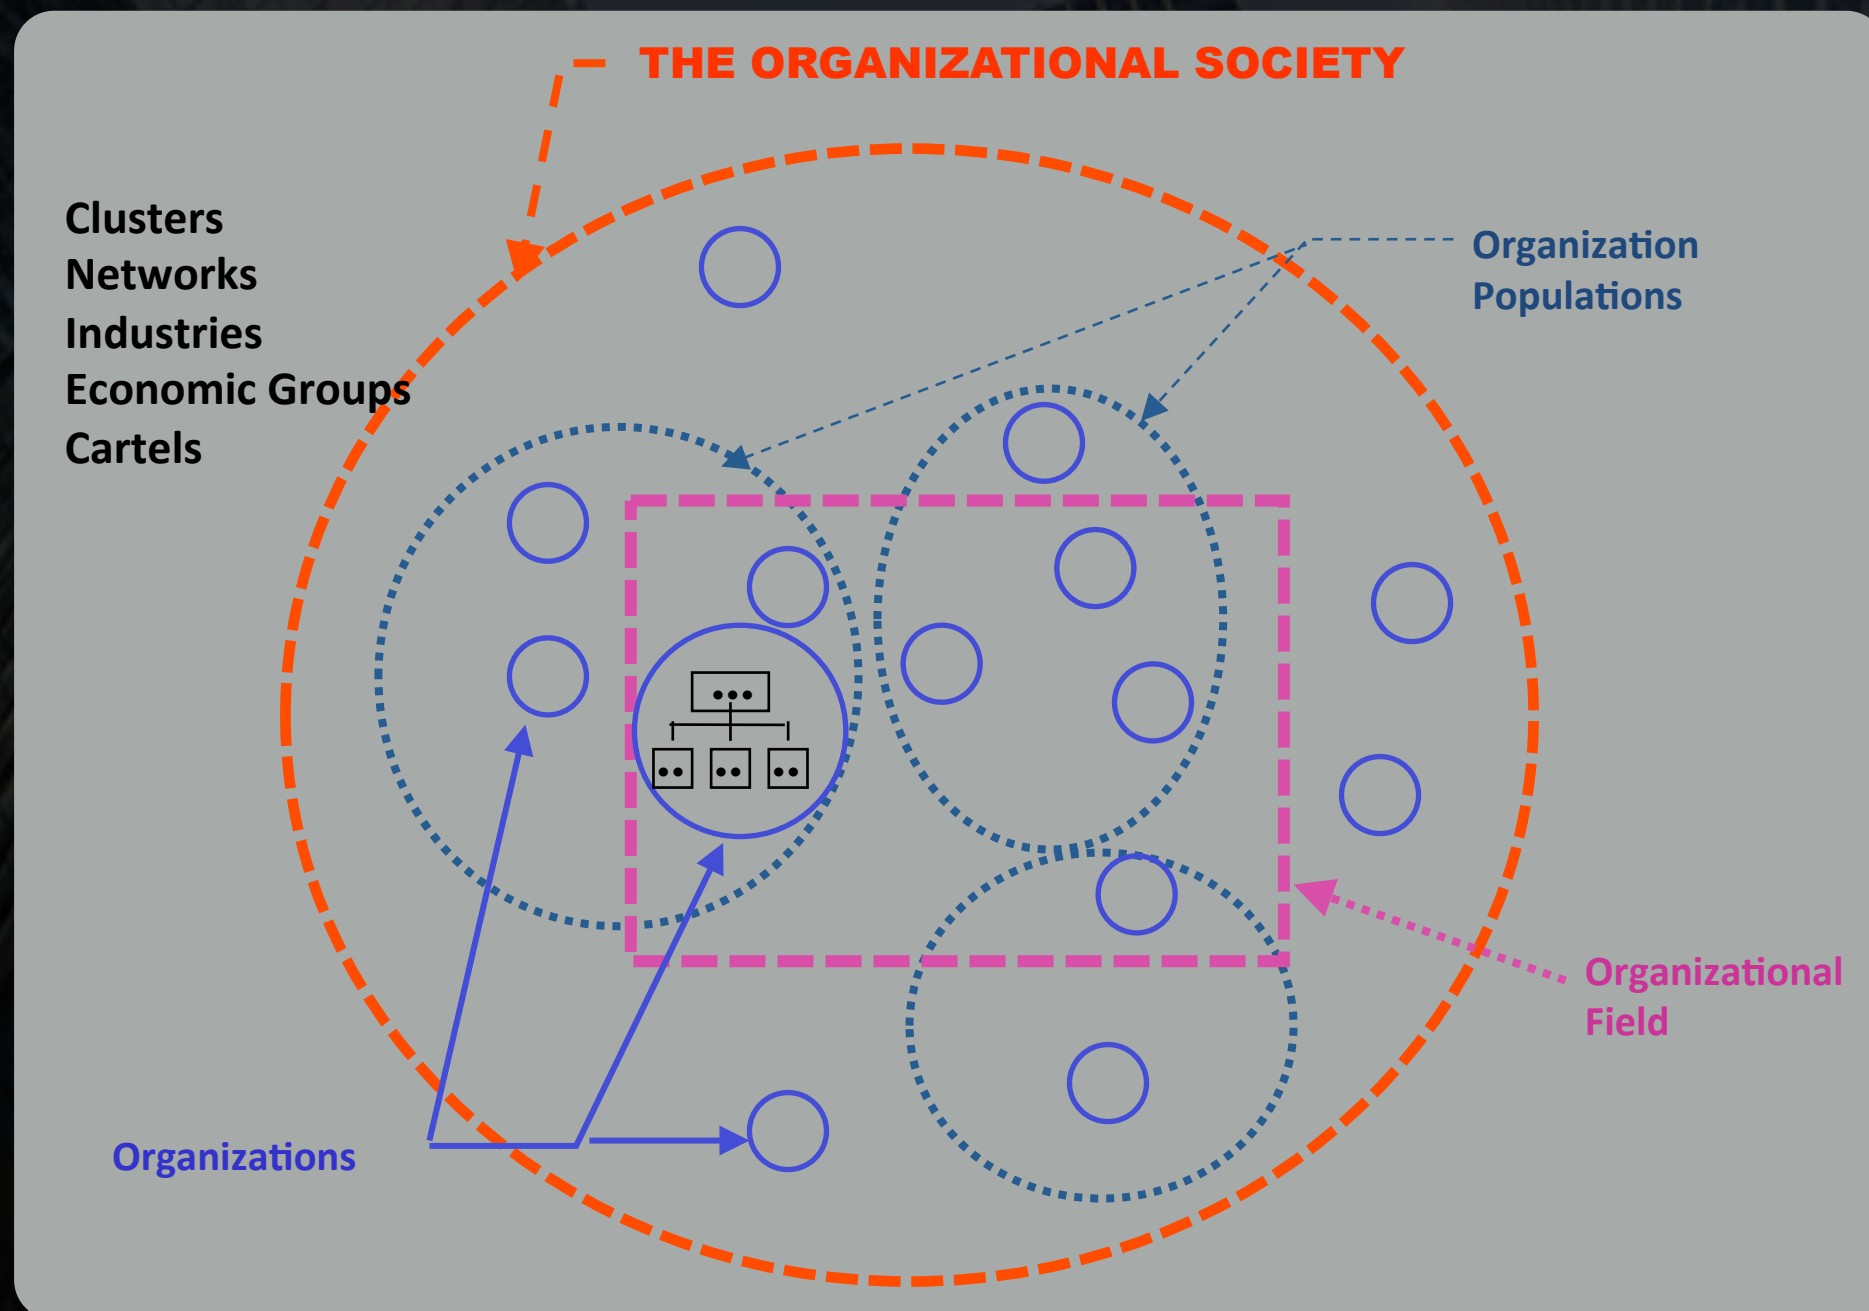 THE ORGANIZATIONAL SOCIETY
Clusters
Networks
Industries
Economic Groups
Cartels
Organization
Populations
Organizational
Field
Organizations